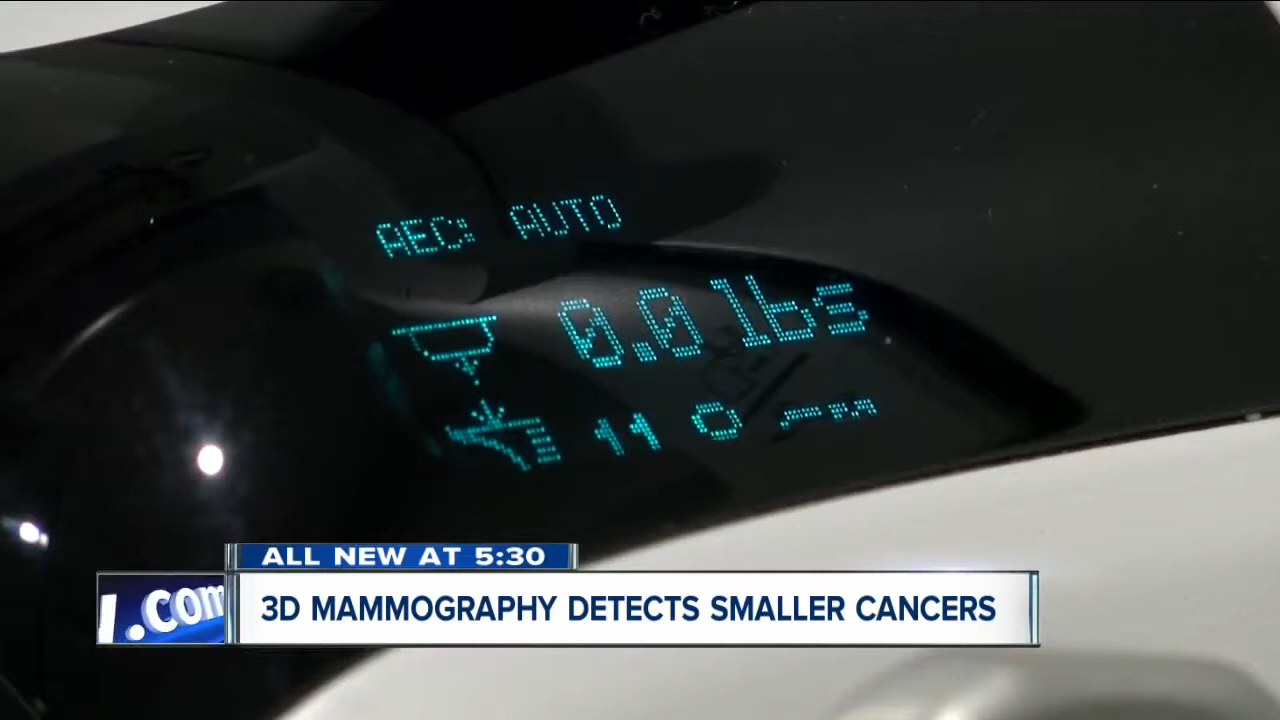 AEC: AUTO
0.0 lbs
ALL NEW AT 5:30
3D MAMMOGRAPHY DETECTS SMALLER CANCERS
.com